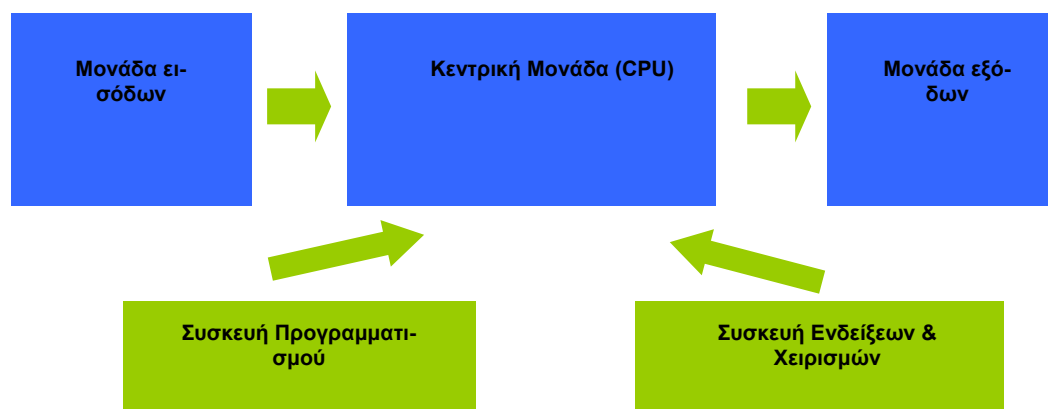 Μονάδα ει-
σόδων
Κεντρική Μονάδα (CPU)
Μονάδα εξό-
δων
Συσκευή Προγραμματι-
σμού
Συσκευή Ενδείξεων &
Χειρισμών